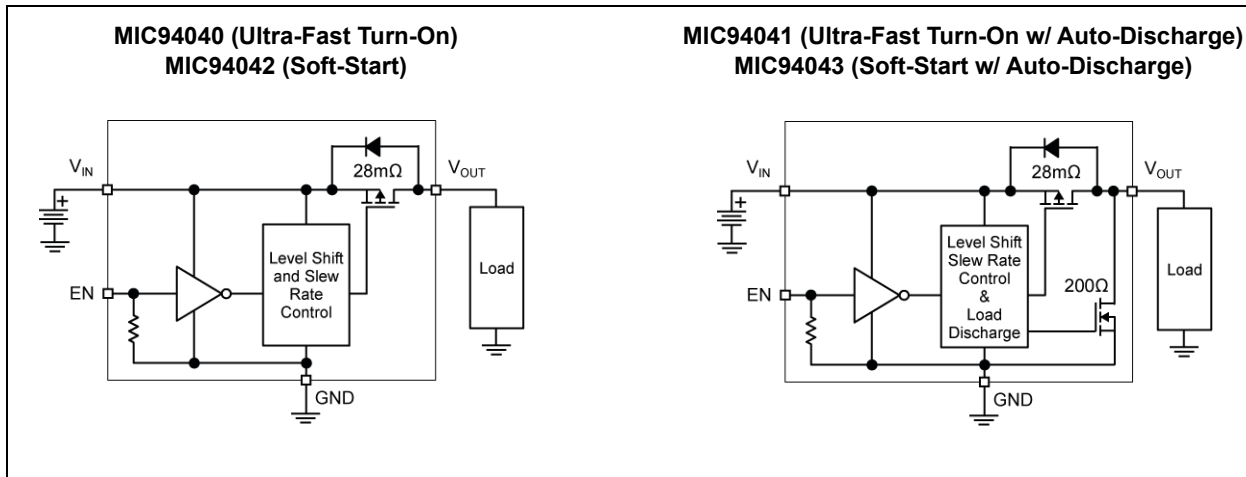 MIC94040 (Ultra-Fast Turn-On)
MIC94042 (Soft-Start)
VIN
28mΩ
VOUT
+
Level Shift
and Slew
Rate
Control
Load
EN
GND
MIC94041 (Ultra-Fast Turn-On w/ Auto-Discharge)
MIC94043 (Soft-Start w/ Auto-Discharge)
VIN
28mΩ
VOUT
+
Level Shift
Slew Rate
Control
&
Load
Discharge
200Ω
Load
EN
GND